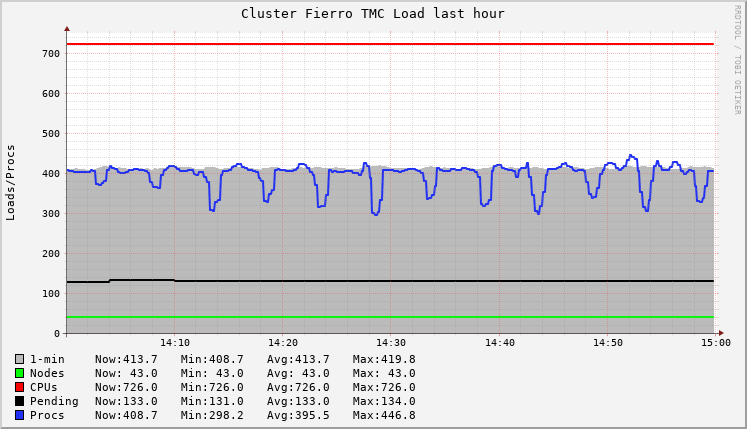 Cluster Fierro TMC Load last hour
RRDTOOL / TOBI OETIKER
Loads/Procs
700
600
500
400
300
200
100
0
14:10 14:20 14:30 14:40 14:50 15:00
1-min Now:413.7 Min:408.7 Avg:413.7 Max:419.8
Nodes Now: 43.0 Min: 43.0 Avg: 43.0 Max: 43.0
CPUs Now:726.0 Min:726.0 Avg:726.0 Max:726.0
Pending Now:133.0 Min:131.0 Avg:133.0 Max:134.0
Procs Now:408.7 Min:298.2 Avg:395.5 Max:446.8